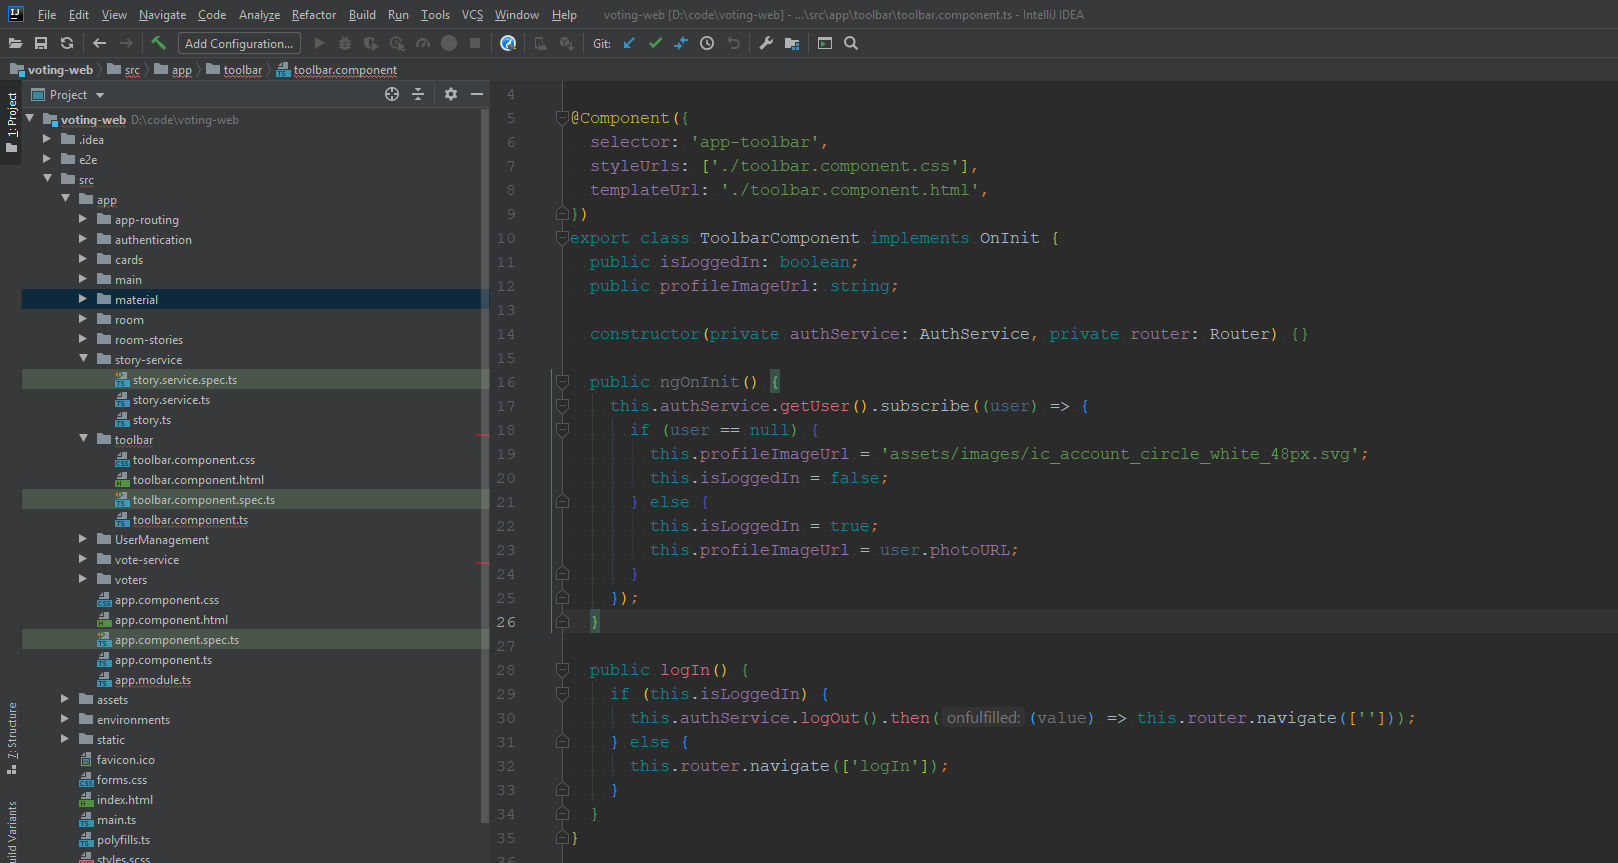 IJ File Edit View Navigate Code Analyze Refactor Build Run Tools VCS Window Help voting-web [D:\code\voting-web] - ...\src\app\toolbar\toolbar.component.ts - IntelliJ IDEA
Add Configuration... Git:
voting-web src app toolbar toolbar.component
1: Project
7: Structure
Build Variants
Project
voting-web D:\code\voting-web
.idea
e2e
src
app
app-routing
authentication
cards
main
material
room
room-stories
story-service
story.service.spec.ts
story.service.ts
story.ts
toolbar
toolbar.component.css
toolbar.component.html
toolbar.component.spec.ts
toolbar.component.ts
UserManagement
vote-service
voters
app.component.css
app.component.html
app.component.spec.ts
app.component.ts
app.module.ts
assets
environments
static
favicon.ico
forms.css
index.html
main.ts
polyfills.ts
styles.scss
4
5 @Component({
6 selector: 'app-toolbar',
7 styleUrls: ['./toolbar.component.css'],
8 templateUrl: './toolbar.component.html',
9 })
10 export class ToolbarComponent implements OnInit {
11 public isLoggedIn: boolean;
12 public profileImageUrl: string;
13
14 constructor(private authService: AuthService, private router: Router) {}
15
16 public ngOnInit() {
17 this.authService.getUser().subscribe((user) => {
18 if (user == null) {
19 this.profileImageUrl = 'assets/images/ic_account_circle_white_48px.svg';
20 this.isLoggedIn = false;
21 } else {
22 this.isLoggedIn = true;
23 this.profileImageUrl = user.photoURL;
24 }
25 });
26 }
27
28 public logIn() {
29 if (this.isLoggedIn) {
30 this.authService.logOut().then( onfulfilled: (value) => this.router.navigate(['']));
31 } else {
32 this.router.navigate(['logIn']);
33 }
34 }
35 }
36